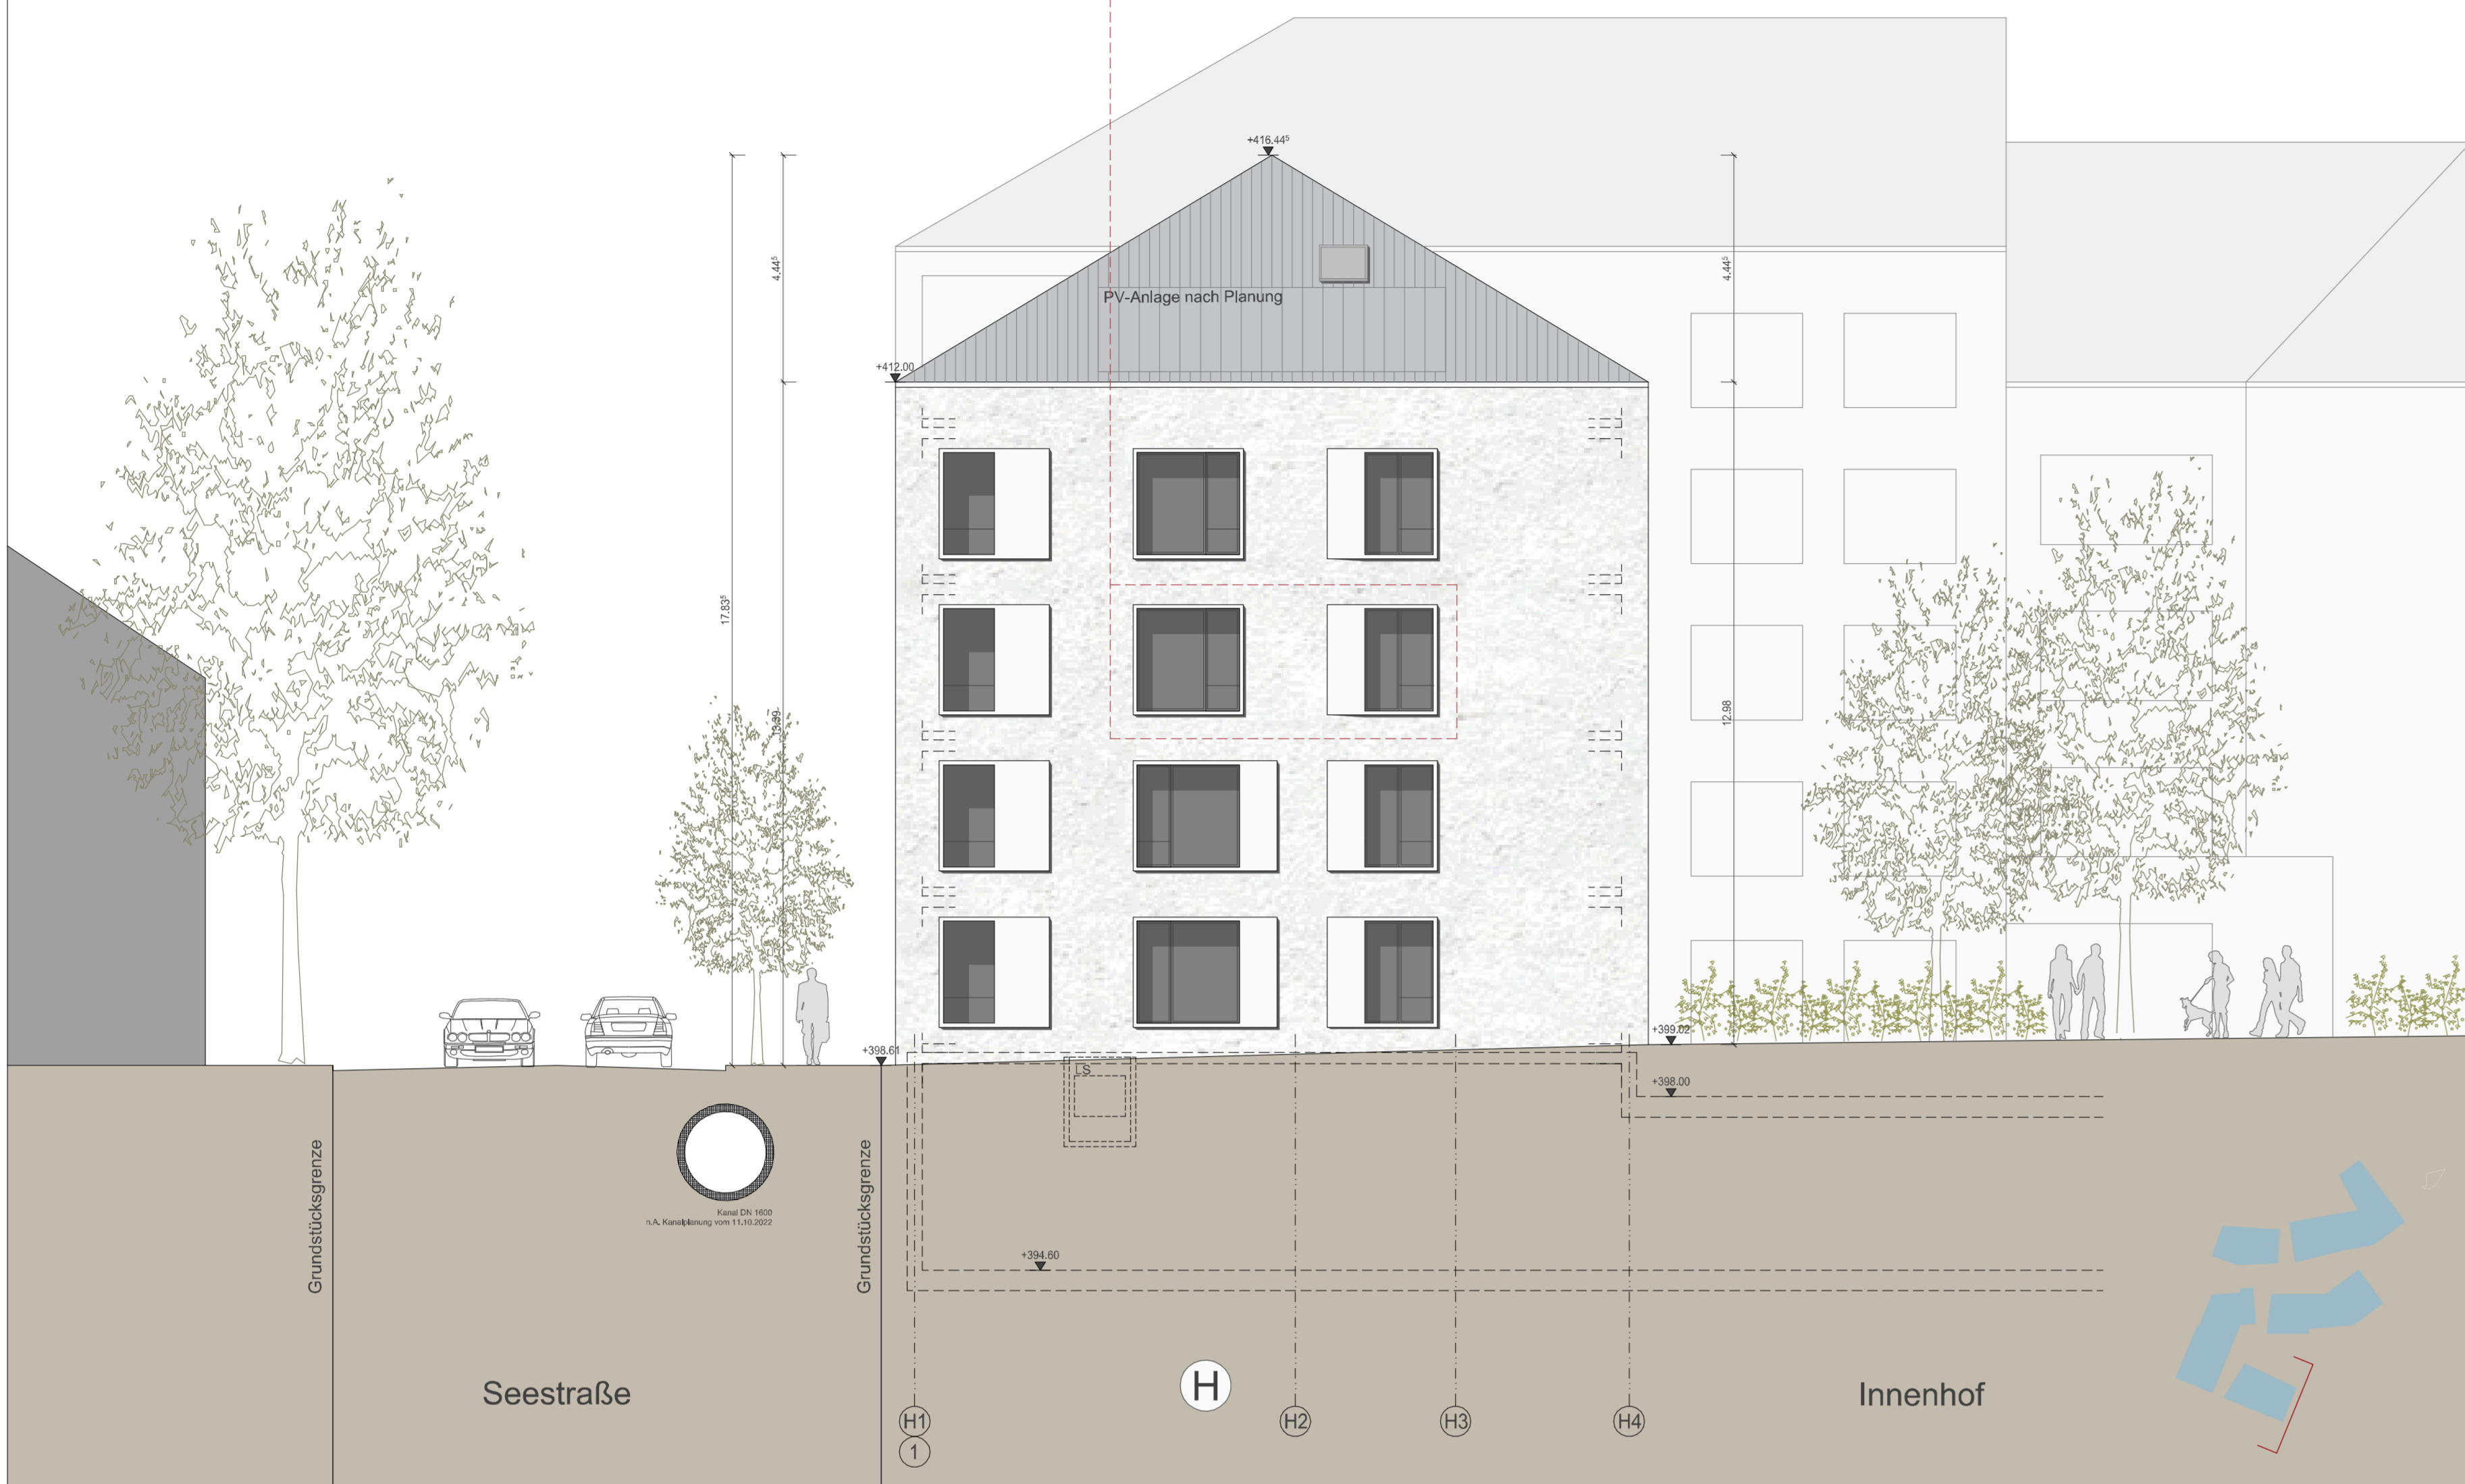 +416.44⁵
4.44⁵
4.44⁵
PV-Anlage nach Planung
+412.00
17.83⁵
13.39
12.98
+399.02
+398.61
LS
+398.00
Grundstücksgrenze
Grundstücksgrenze
Kanal DN 1600
n.A. Kanalplanung vom 11.10.2022
+394.60
Seestraße
H
Innenhof
H1
H2
H3
H4
1